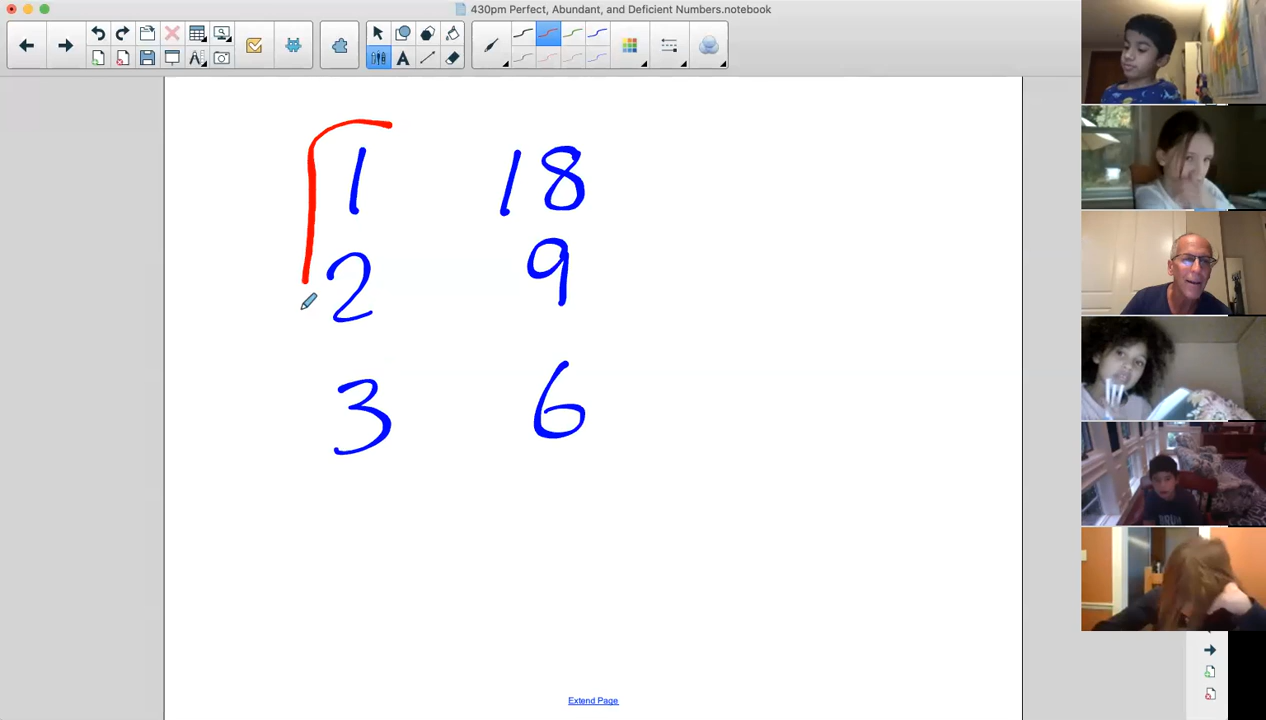 430pm Perfect, Abundant, and Deficient Numbers.notebook
1 18
2 9
3 6
Extend Page